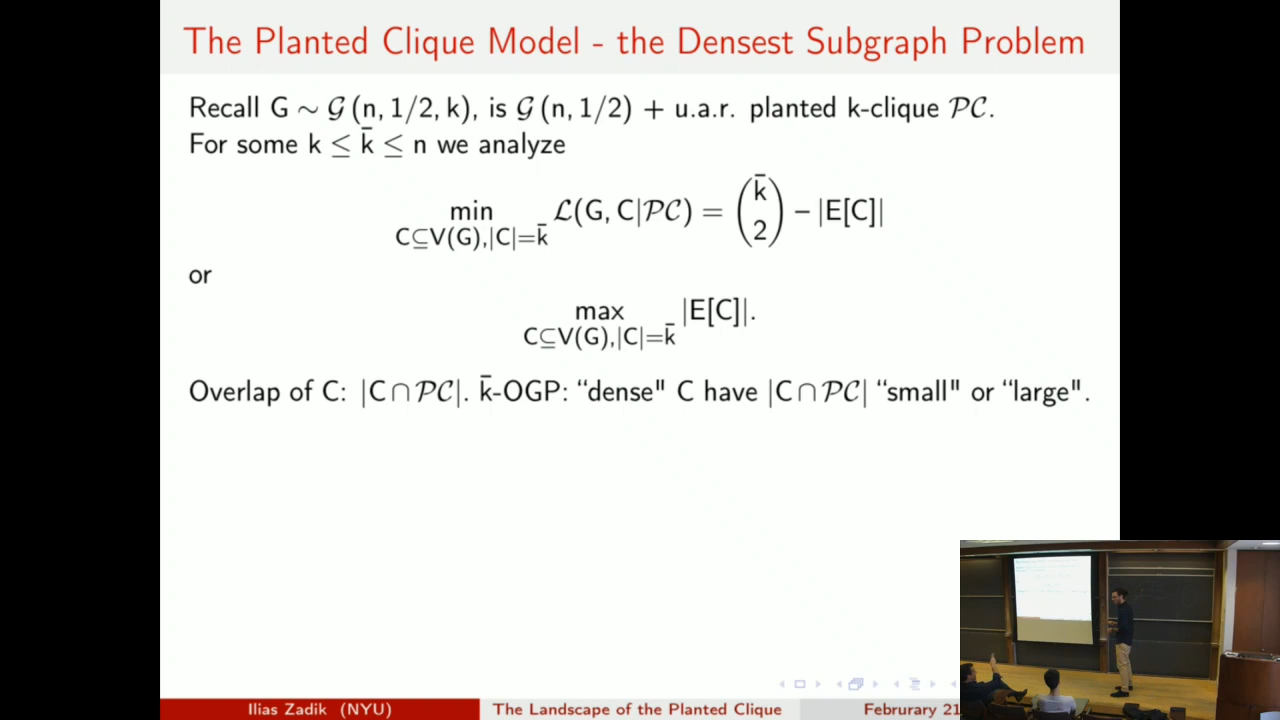 The Planted Clique Model - the Densest Subgraph Problem
Recall G ∼ 𝒢(n, 1/2, k), is 𝒢(n, 1/2) + u.a.r. planted k-clique 𝒫𝒞.
For some k ≤ k̄ ≤ n we analyze
min ℒ(G, C|𝒫𝒞) = (k̄ 2) − |E[C]|
C⊆V(G),|C|=k̄
or
max |E[C]|.
C⊆V(G),|C|=k̄
Overlap of C: |C ∩ 𝒫𝒞|. k̄-OGP: “dense" C have |C ∩ 𝒫𝒞| “small" or “large".
Ilias Zadik (NYU)
The Landscape of the Planted Clique
Februrary 21